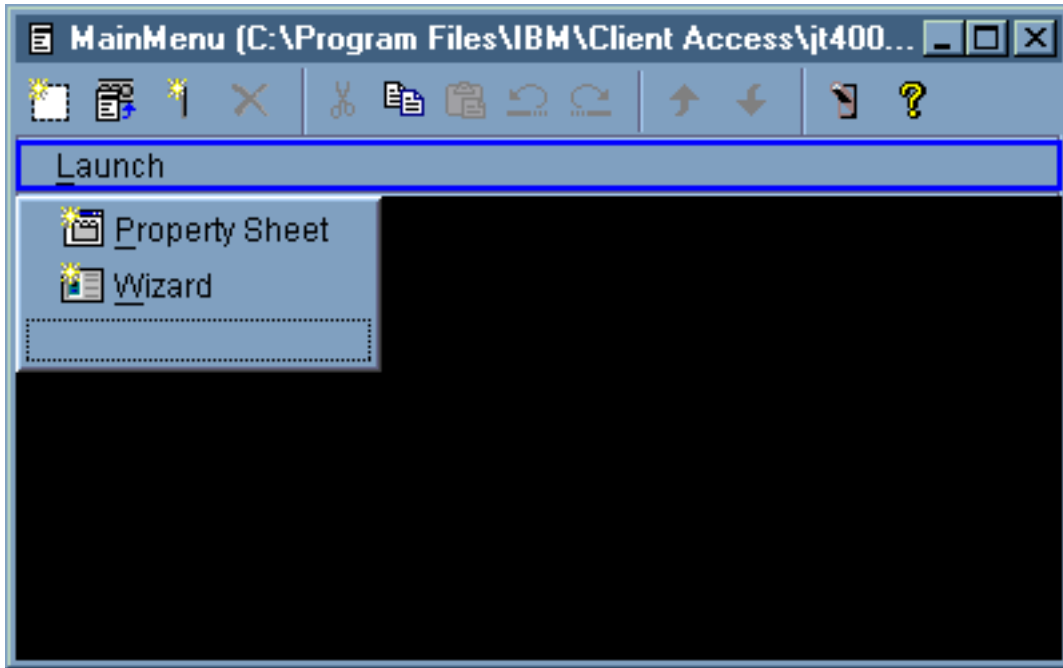 MainMenu (C:\Program Files\IBM\Client Access\jt400...
Launch
Property Sheet
Wizard